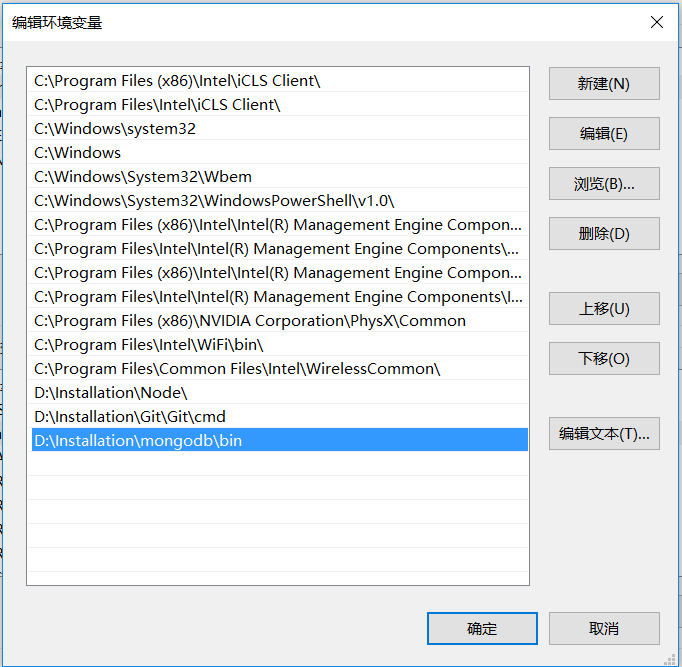 编辑环境变量
C:\Program Files (x86)\Intel\iCLS Client\
C:\Program Files\Intel\iCLS Client\
C:\Windows\system32
C:\Windows
C:\Windows\System32\Wbem
C:\Windows\System32\WindowsPowerShell\v1.0\
C:\Program Files (x86)\Intel\Intel(R) Management Engine Compon...
C:\Program Files\Intel\Intel(R) Management Engine Components\...
C:\Program Files (x86)\Intel\Intel(R) Management Engine Compon...
C:\Program Files\Intel\Intel(R) Management Engine Components\I...
C:\Program Files (x86)\NVIDIA Corporation\PhysX\Common
C:\Program Files\Intel\WiFi\bin\
C:\Program Files\Common Files\Intel\WirelessCommon\
D:\Installation\Node\
D:\Installation\Git\Git\cmd
D:\Installation\mongodb\bin
新建(N)
编辑(E)
浏览(B)...
删除(D)
上移(U)
下移(O)
编辑文本(T)...
确定
取消